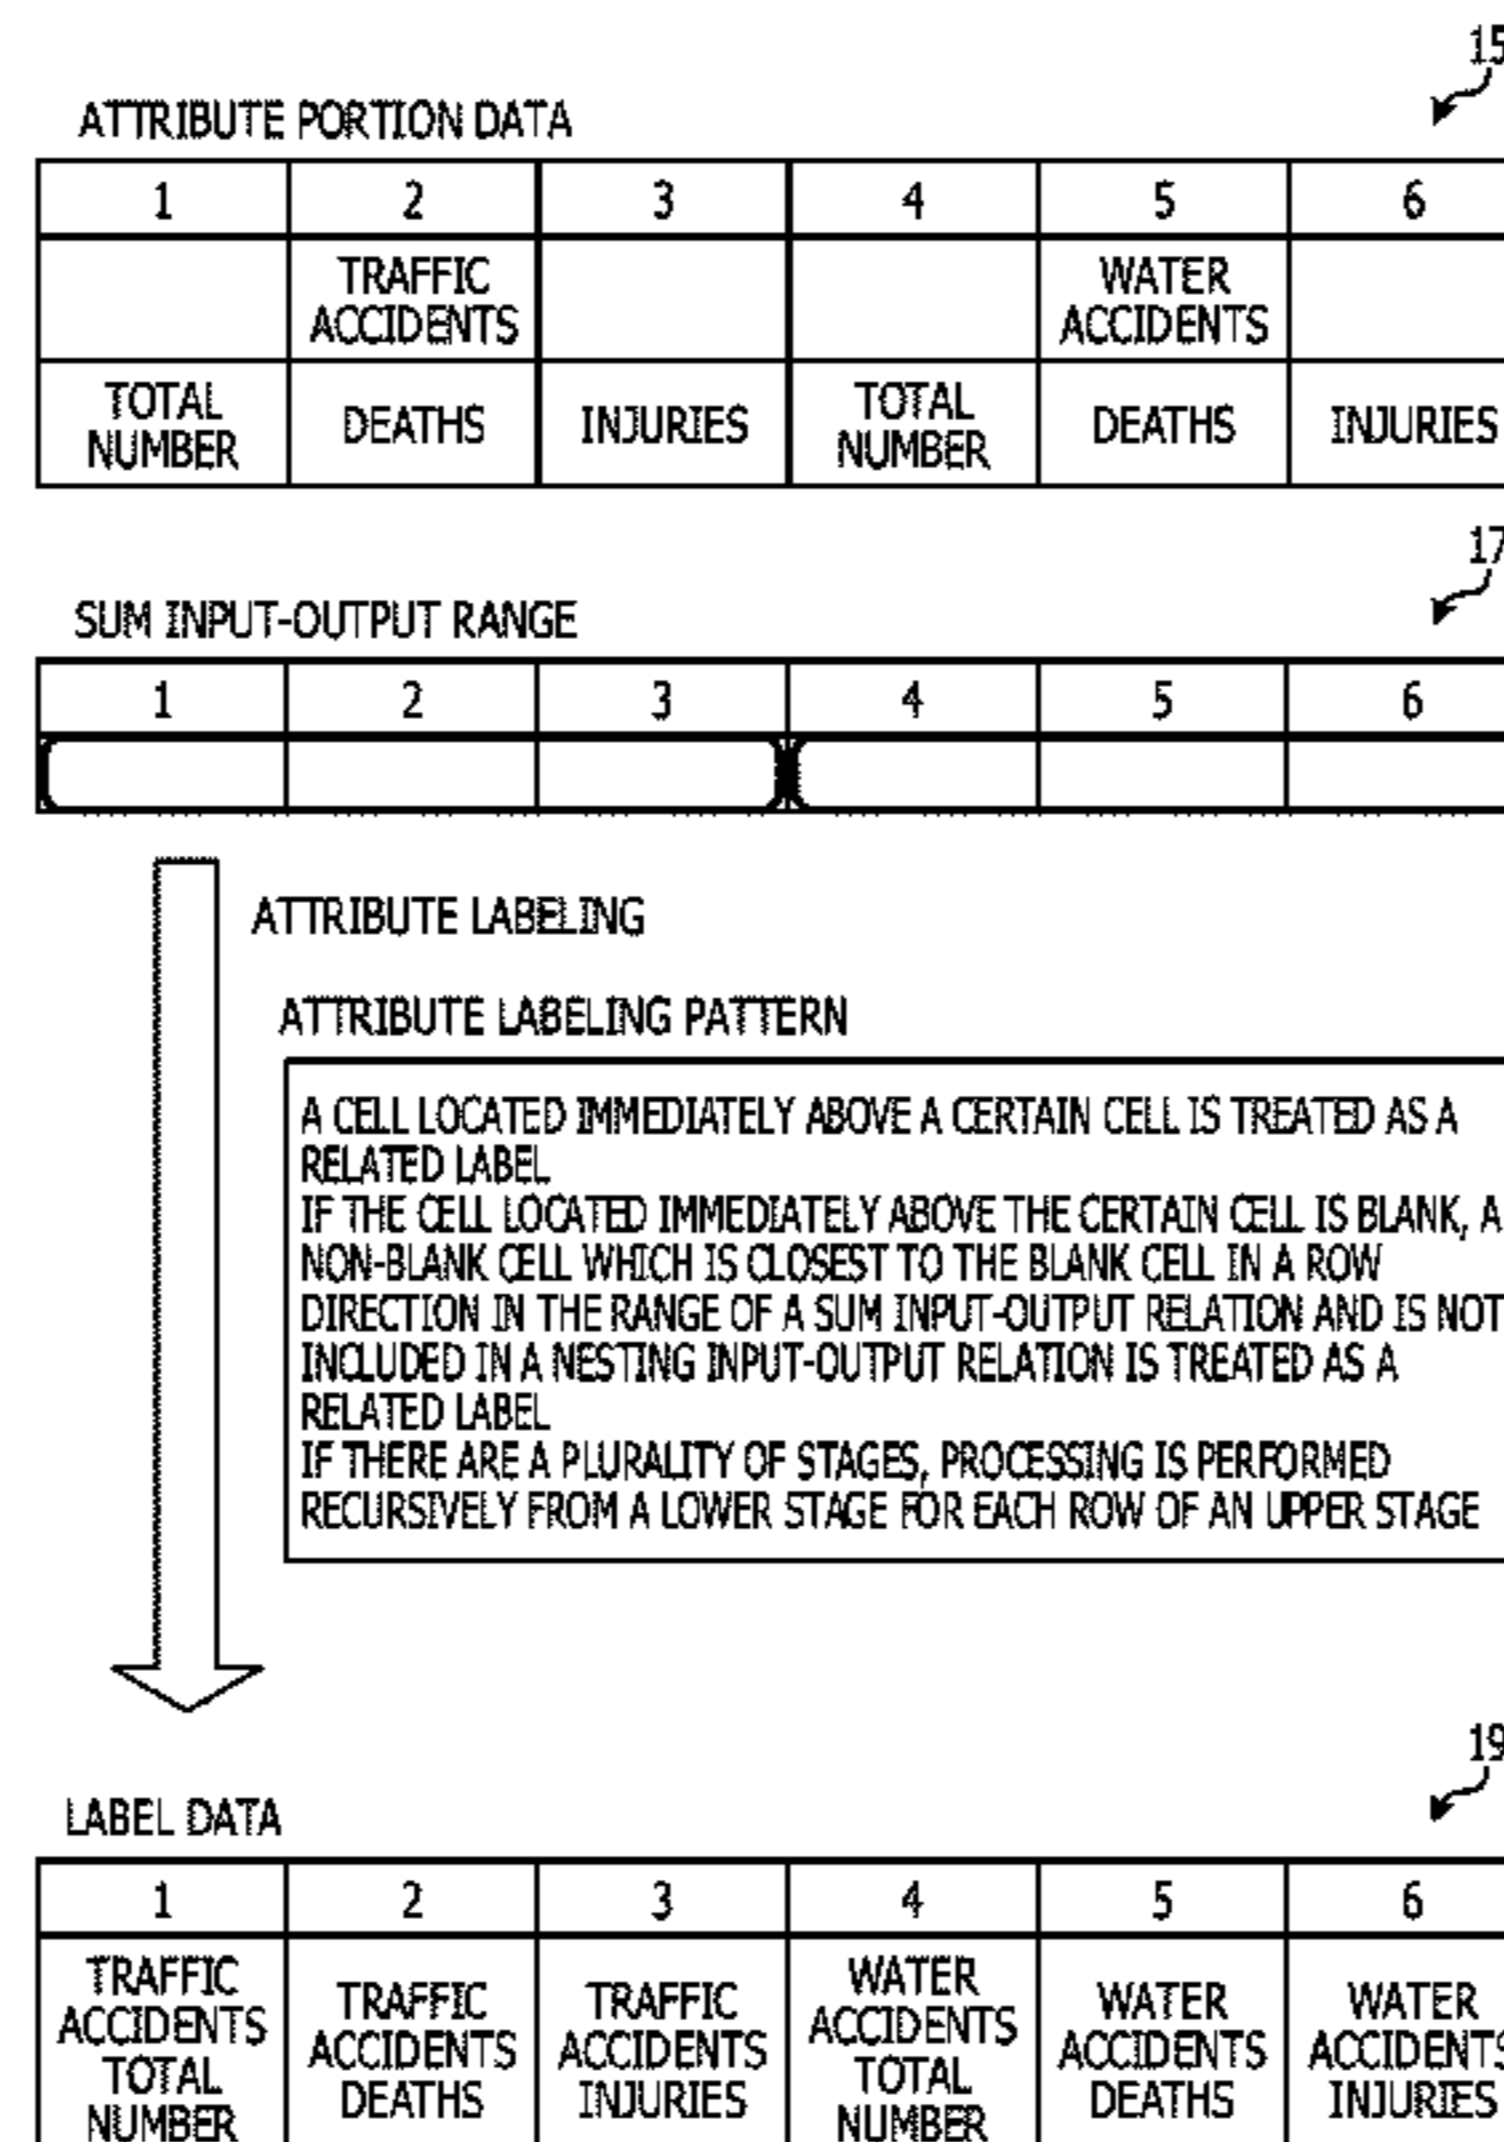 15
ATTRIBUTE PORTION DATA
1 2 3 4 5 6
TRAFFIC ACCIDENTS WATER ACCIDENTS
TOTAL NUMBER DEATHS INJURIES TOTAL NUMBER DEATHS INJURIES
17
SUM INPUT-OUTPUT RANGE
1 2 3 4 5 6
ATTRIBUTE LABELING
ATTRIBUTE LABELING PATTERN
A CELL LOCATED IMMEDIATELY ABOVE A CERTAIN CELL IS TREATED AS A
RELATED LABEL
IF THE CELL LOCATED IMMEDIATELY ABOVE THE CERTAIN CELL IS BLANK, A
NON-BLANK CELL WHICH IS CLOSEST TO THE BLANK CELL IN A ROW
DIRECTION IN THE RANGE OF A SUM INPUT-OUTPUT RELATION AND IS NOT
INCLUDED IN A NESTING INPUT-OUTPUT RELATION IS TREATED AS A
RELATED LABEL
IF THERE ARE A PLURALITY OF STAGES, PROCESSING IS PERFORMED
RECURSIVELY FROM A LOWER STAGE FOR EACH ROW OF AN UPPER STAGE
19
LABEL DATA
1 2 3 4 5 6
TRAFFIC ACCIDENTS TOTAL NUMBER TRAFFIC ACCIDENTS DEATHS TRAFFIC ACCIDENTS INJURIES WATER ACCIDENTS TOTAL NUMBER WATER ACCIDENTS DEATHS WATER ACCIDENTS INJURIES